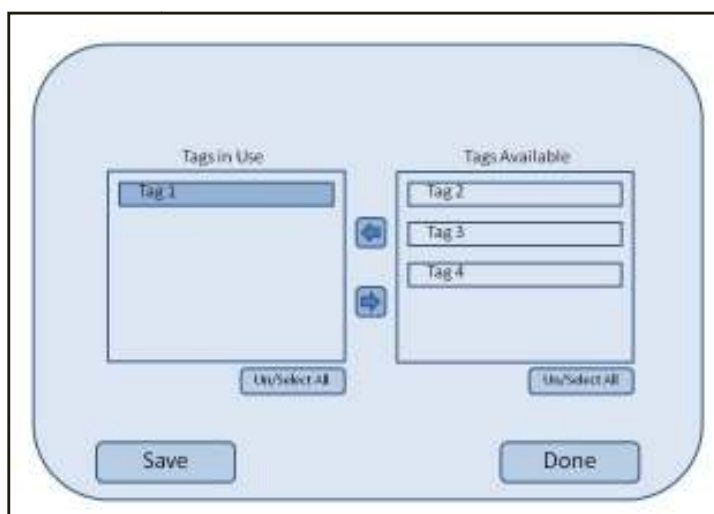 Tags in Use
Tag 1
Un/Select All
Tags Available
Tag 2
Tag 3
Tag 4
Un/Select All
Save
Done